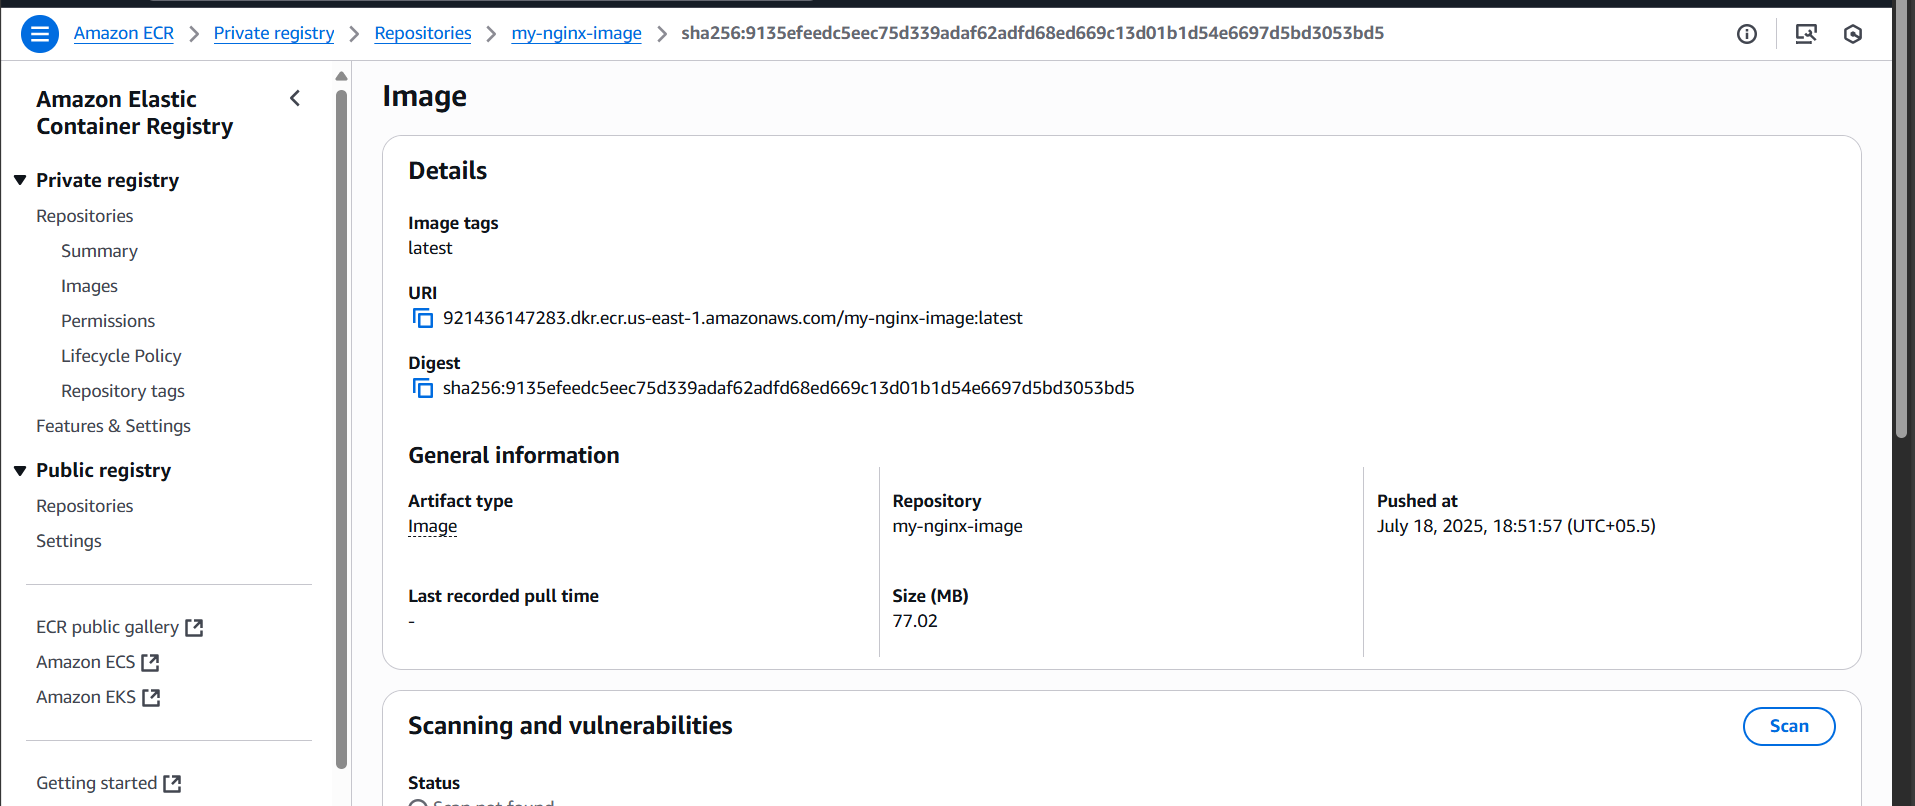 Amazon ECR > Private registry > Repositories > my-nginx-image > sha256:9135efeedc5eec75d339adaf62adfd68ed669c13d01b1d54e6697d5bd3053bd5
Amazon Elastic
Container Registry
Private registry
Repositories
Summary
Images
Permissions
Lifecycle Policy
Repository tags
Features & Settings
Public registry
Repositories
Settings
ECR public gallery
Amazon ECS
Amazon EKS
Getting started
Image
Details
Image tags
latest
URI
921436147283.dkr.ecr.us-east-1.amazonaws.com/my-nginx-image:latest
Digest
sha256:9135efeedc5eec75d339adaf62adfd68ed669c13d01b1d54e6697d5bd3053bd5
General information
Artifact type
Image
Repository
my-nginx-image
Pushed at
July 18, 2025, 18:51:57 (UTC+05.5)
Last recorded pull time
-
Size (MB)
77.02
Scanning and vulnerabilities
Scan
Status
Scan not found